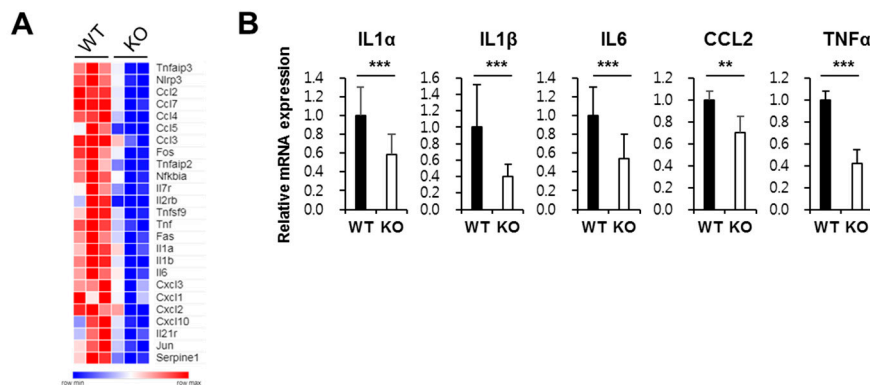 A
WT KO
Tnfaip3
Nlrp3
Ccl2
Ccl7
Ccl4
Ccl5
Ccl3
Fos
Tnfaip2
Nfkbia
Il7r
Il2rb
Tnfsf9
Tnf
Fas
Il1a
Il1b
Il6
Cxcl3
Cxcl1
Cxcl2
Cxcl10
Il21r
Jun
Serpine1
row min row max
B
Relative mRNA expression
IL1α
***
1.4
1.2
1.0
0.8
0.6
0.4
0.2
0.0
WT KO
IL1β
***
1.6
1.4
1.2
1.0
0.8
0.6
0.4
0.2
0.0
WT KO
IL6
***
1.4
1.2
1.0
0.8
0.6
0.4
0.2
0.0
WT KO
CCL2
**
1.2
1.0
0.8
0.6
0.4
0.2
0.0
WT KO
TNFα
***
1.2
1.0
0.8
0.6
0.4
0.2
0.0
WT KO